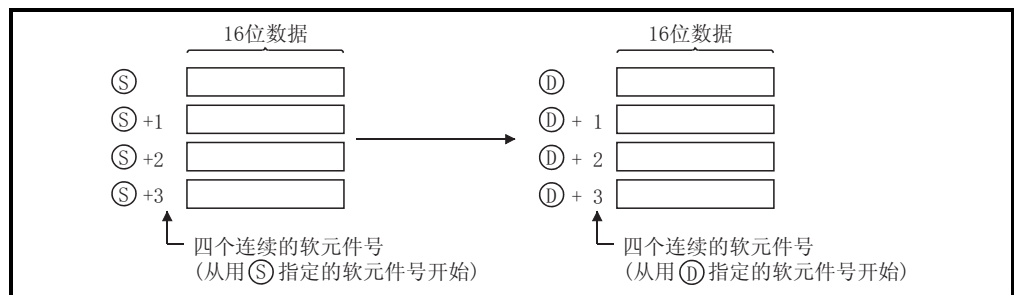 16位数据
16位数据
Ⓢ
Ⓓ
Ⓢ +1
Ⓓ + 1
Ⓢ +2
Ⓓ + 2
Ⓢ +3
Ⓓ + 3
四个连续的软元件号
(从用Ⓢ指定的软元件号开始)
四个连续的软元件号
(从用Ⓓ指定的软元件号开始)